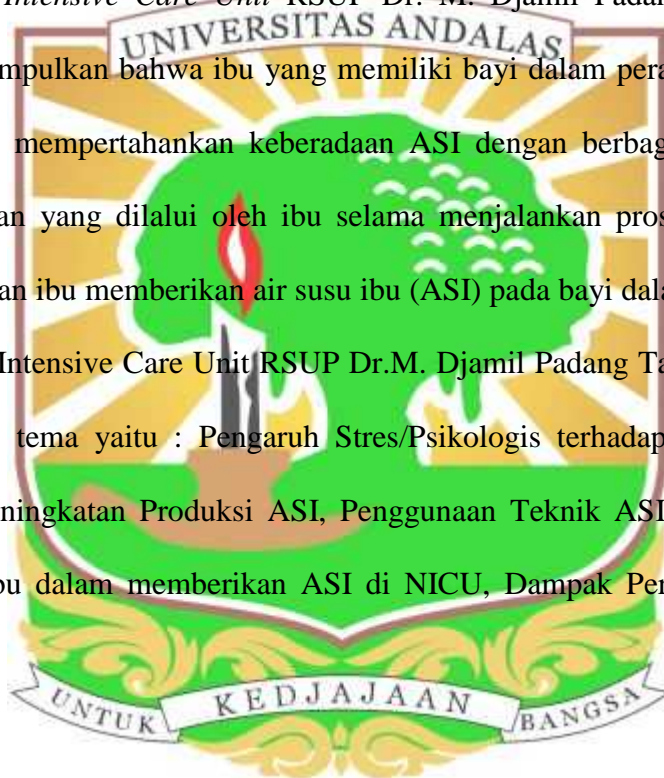 Intensive Care Unit RSUP Dr. M. Djamil Padan
UNIVERSITAS ANDALAS
mpulkan bahwa ibu yang memiliki bayi dalam pera
mempertahankan keberadaan ASI dengan berbag
an yang dilalui oleh ibu selama menjalankan pros
an ibu memberikan air susu ibu (ASI) pada bayi dala
Intensive Care Unit RSUP Dr.M. Djamil Padang Ta
tema yaitu : Pengaruh Stres/Psikologis terhadap
ningkatan Produksi ASI, Penggunaan Teknik ASI
bu dalam memberikan ASI di NICU, Dampak Per
UNTUK KEDJAJAAN BANGSA